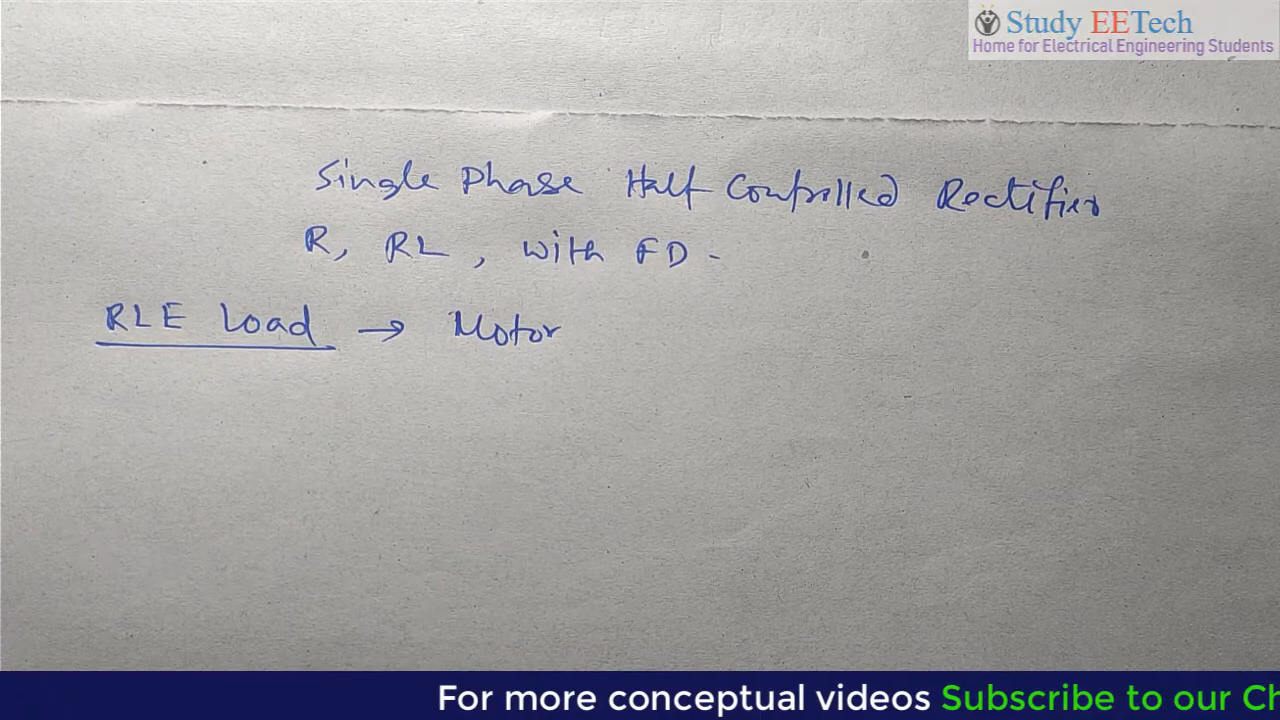 Study EETech
Home for Electrical Engineering Students
Single Phase Half Controlled Rectifier
R, RL, with FD -
RLE Load → Motor
For more conceptual videos Subscribe to our Ch